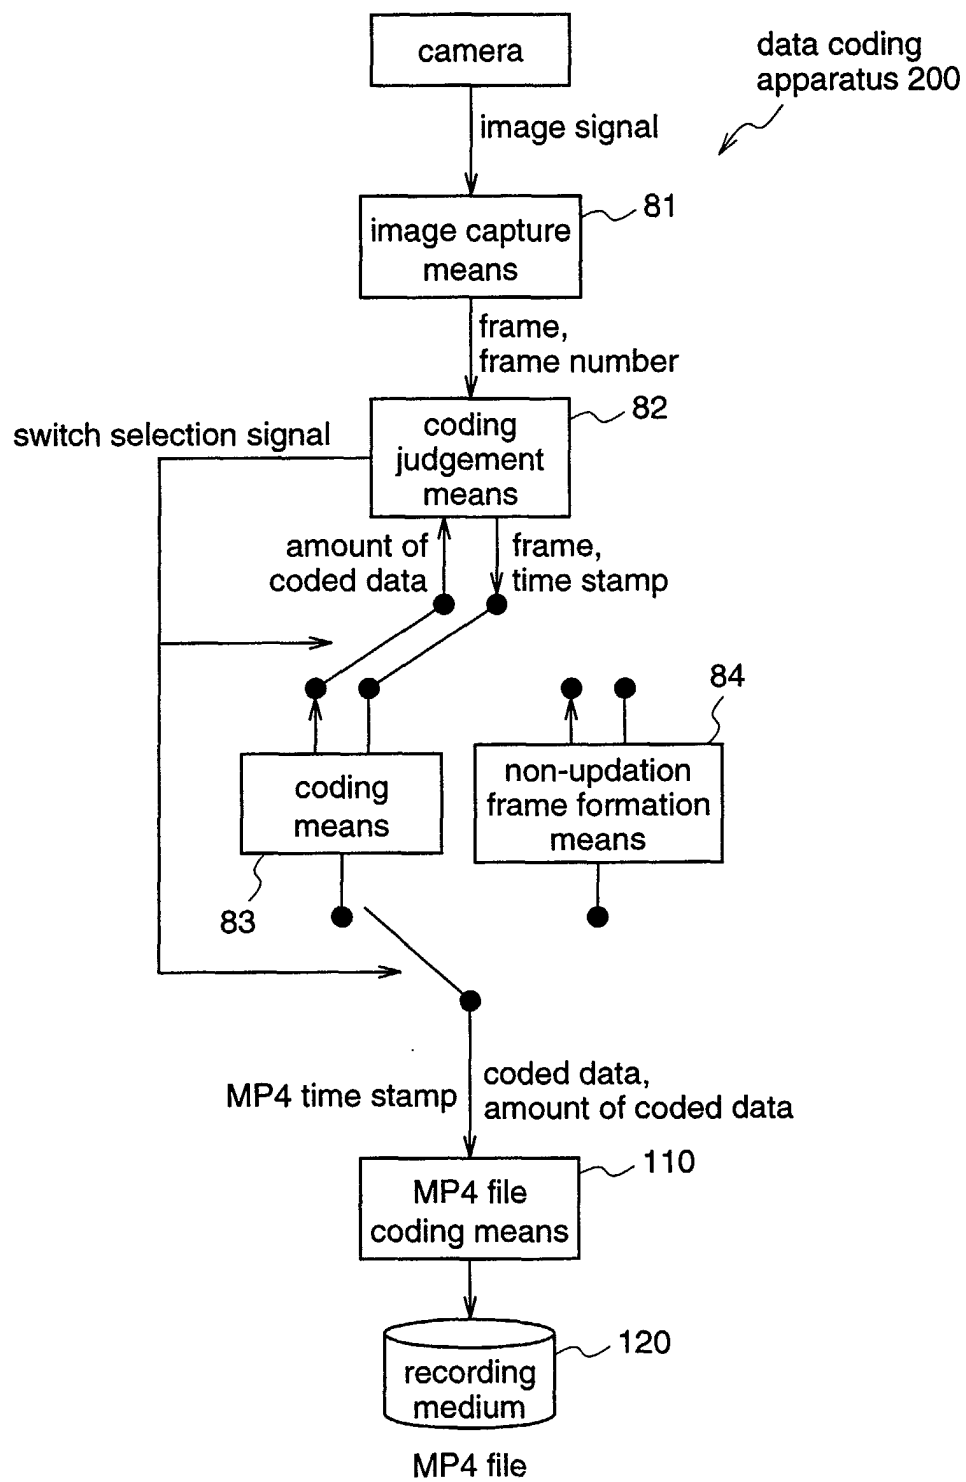 camera
data coding
apparatus 200
image signal
81
image capture
means
frame,
frame number
82
switch selection signal
coding
judgement
means
amount of
coded data
frame,
time stamp
84
coding
means
non-updation
frame formation
means
83
MP4 time stamp
coded data,
amount of coded data
110
MP4 file
coding means
120
recording
medium
MP4 file